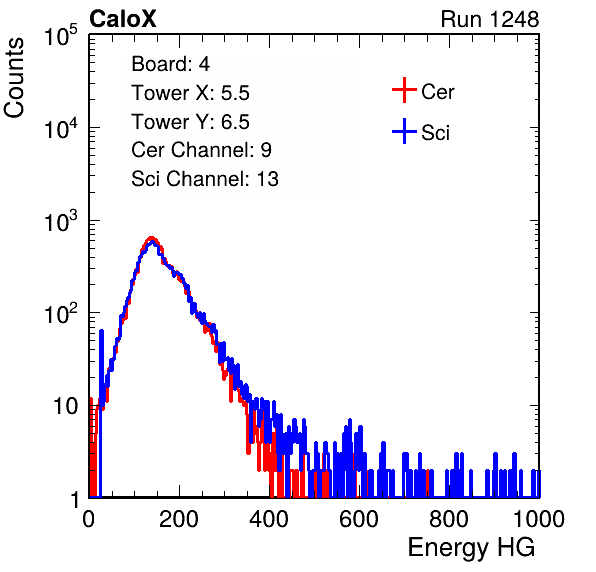 CaloX Run 1248
Counts
Board: 4
Tower X: 5.5
Tower Y: 6.5
Cer Channel: 9
Sci Channel: 13
Cer
Sci
10^5
10^4
10^3
10^2
10
1
0 200 400 600 800 1000
Energy HG